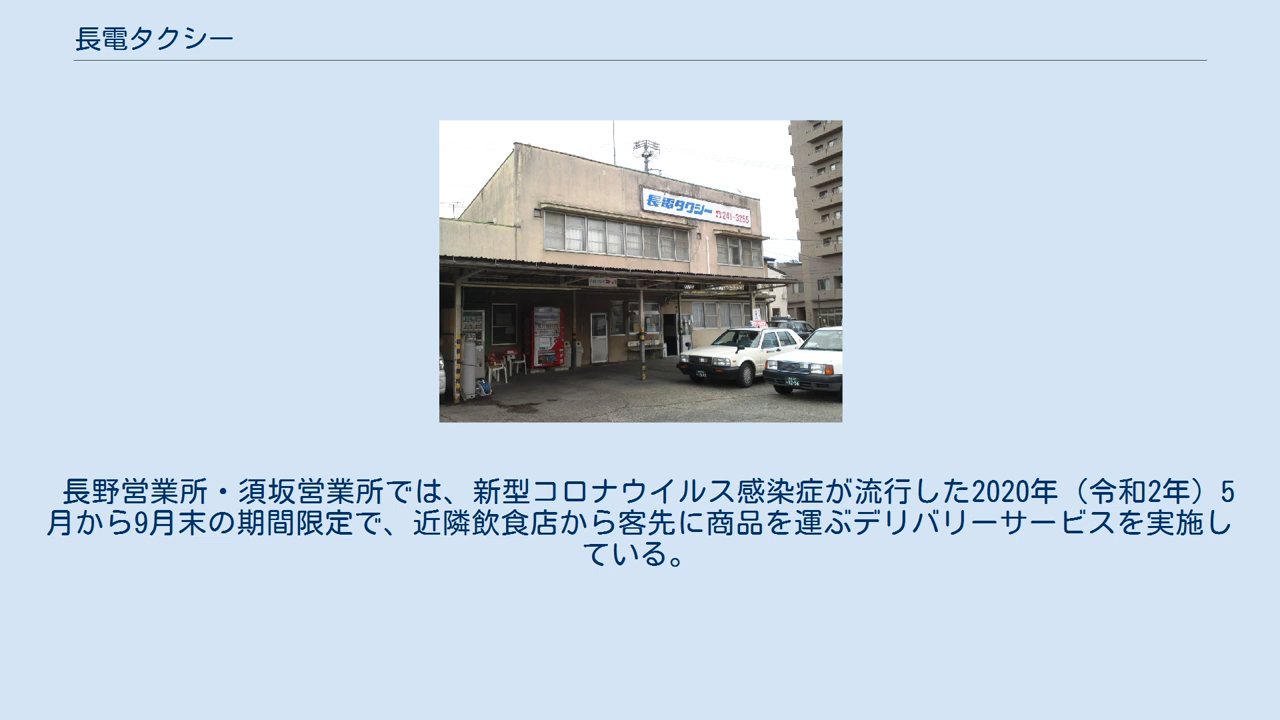 長電タクシー
長電タクシー ☎241-3255
長野営業所・須坂営業所では、新型コロナウイルス感染症が流行した2020年（令和2年）5
月から9月末の期間限定で、近隣飲食店から客先に商品を運ぶデリバリーサービスを実施し
ている。